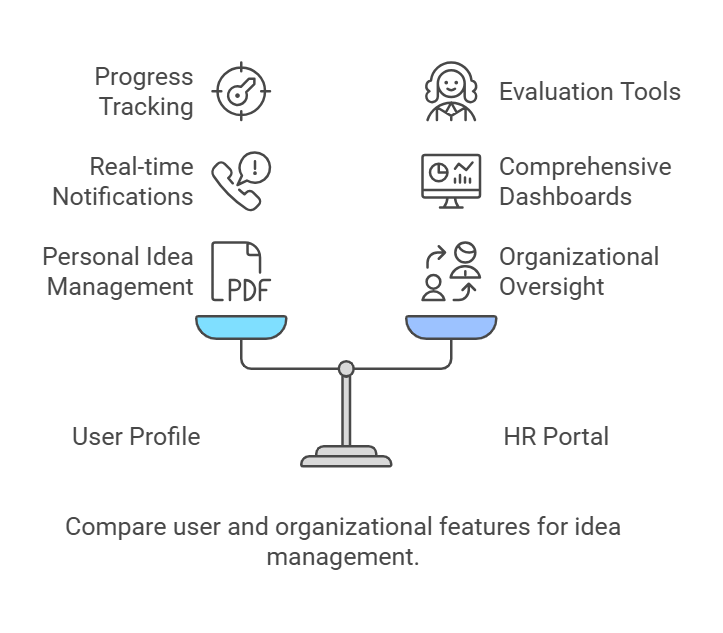 Progress
Tracking
Evaluation Tools
Real-time
Notifications
Comprehensive
Dashboards
Personal Idea
Management
PDF
Organizational
Oversight
User Profile
HR Portal
Compare user and organizational features for idea
management.